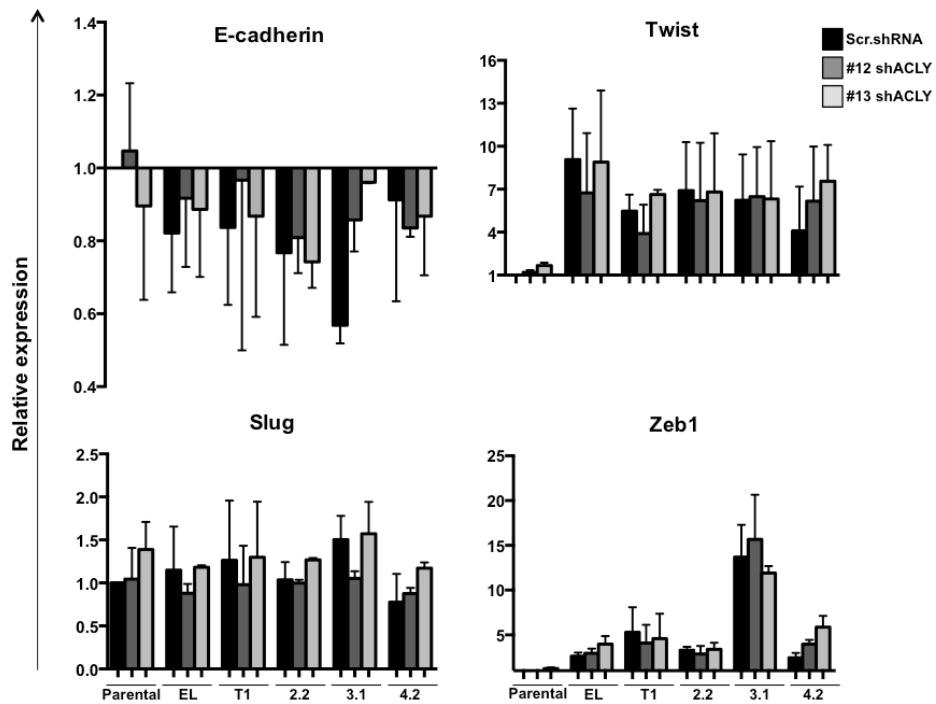 Relative expression
E-cadherin
1.4
1.2
1.0
0.8
0.6
0.4
Twist
16
13
10
7
4
1
Scr.shRNA
#12 shACLY
#13 shACLY
Slug
2.5
2.0
1.5
1.0
0.5
0.0
Parental EL T1 2.2 3.1 4.2
Zeb1
25
20
15
10
5
Parental EL T1 2.2 3.1 4.2